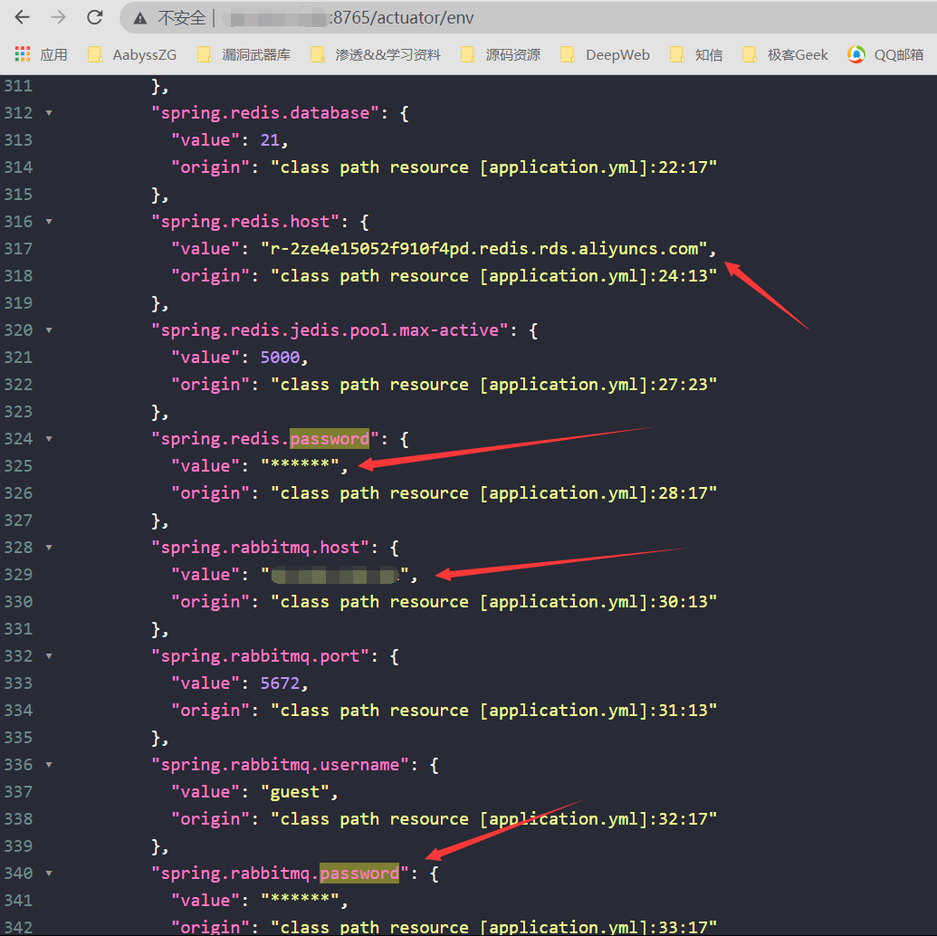 不安全 | :8765/actuator/env
应用 AabyssZG 漏洞武器库 渗透&&学习资料 源码资源 DeepWeb 知信 极客Geek QQ邮箱
311 },
312 "spring.redis.database": {
313 "value": 21,
314 "origin": "class path resource [application.yml]:22:17"
315 },
316 "spring.redis.host": {
317 "value": "r-2ze4e15052f910f4pd.redis.rds.aliyuncs.com",
318 "origin": "class path resource [application.yml]:24:13"
319 },
320 "spring.redis.jedis.pool.max-active": {
321 "value": 5000,
322 "origin": "class path resource [application.yml]:27:23"
323 },
324 "spring.redis.password": {
325 "value": "******",
326 "origin": "class path resource [application.yml]:28:17"
327 },
328 "spring.rabbitmq.host": {
329 "value": "",
330 "origin": "class path resource [application.yml]:30:13"
331 },
332 "spring.rabbitmq.port": {
333 "value": 5672,
334 "origin": "class path resource [application.yml]:31:13"
335 },
336 "spring.rabbitmq.username": {
337 "value": "guest",
338 "origin": "class path resource [application.yml]:32:17"
339 },
340 "spring.rabbitmq.password": {
341 "value": "******",
342 "origin": "class path resource [application.yml]:33:17"